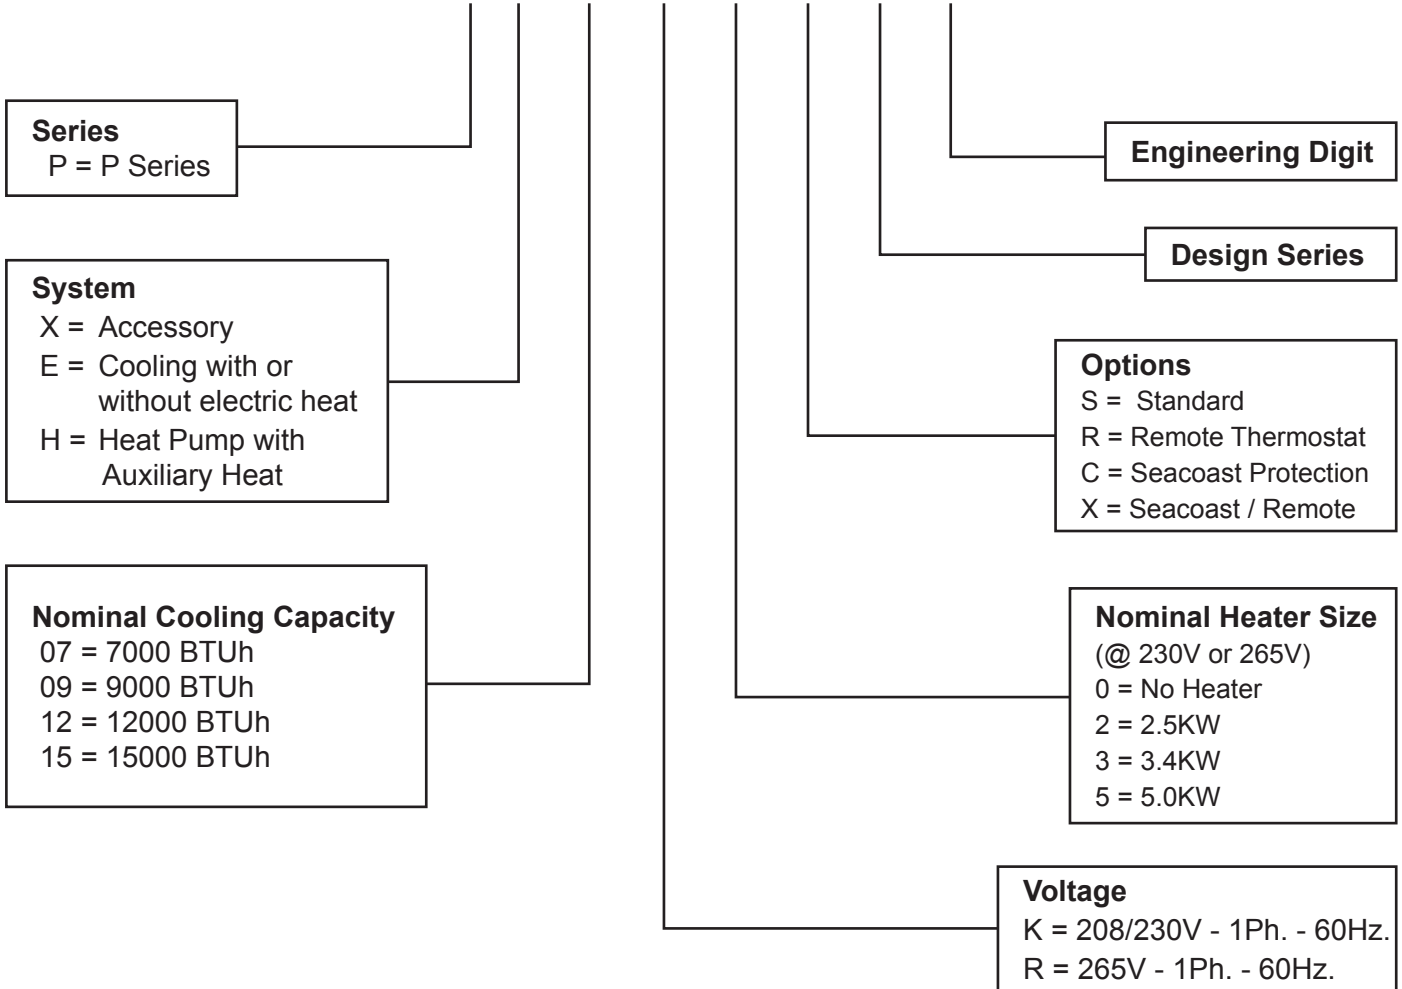 Series
P = P Series
System
X = Accessory
E = Cooling with or
without electric heat
H = Heat Pump with
Auxiliary Heat
Nominal Cooling Capacity
07 = 7000 BTUh
09 = 9000 BTUh
12 = 12000 BTUh
15 = 15000 BTUh
Engineering Digit
Design Series
Options
S = Standard
R = Remote Thermostat
C = Seacoast Protection
X = Seacoast / Remote
Nominal Heater Size
(@ 230V or 265V)
0 = No Heater
2 = 2.5KW
3 = 3.4KW
5 = 5.0KW
Voltage
K = 208/230V - 1Ph. - 60Hz.
R = 265V - 1Ph. - 60Hz.